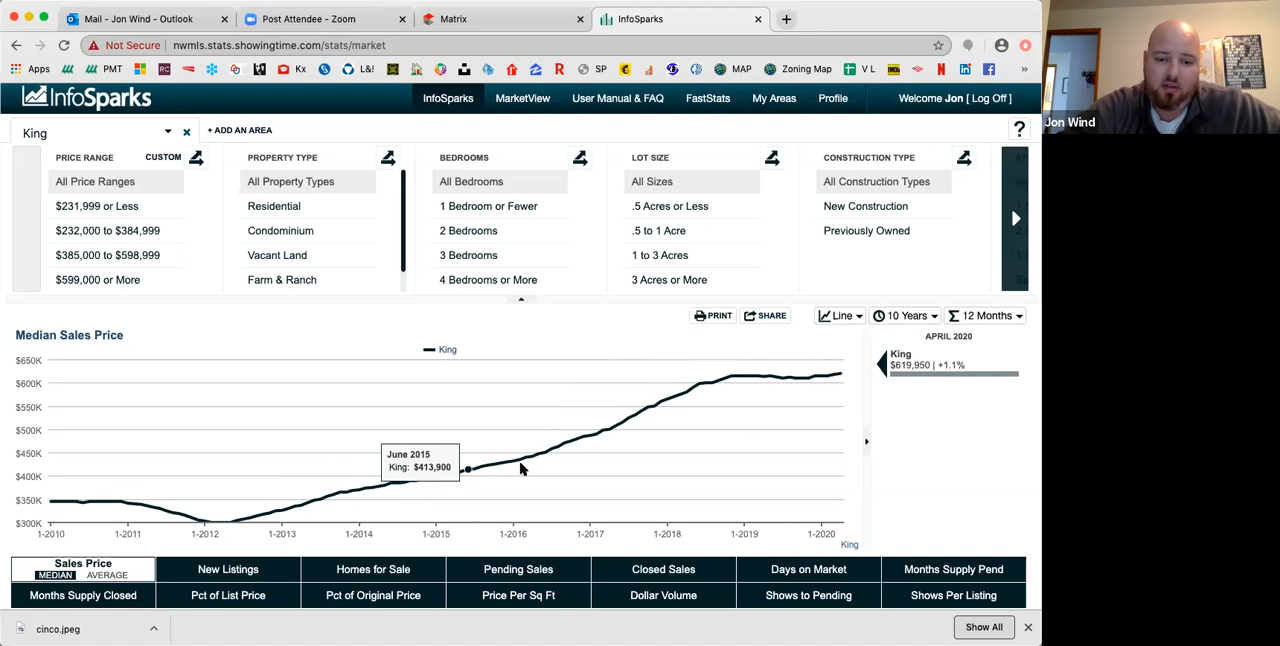 Mail - Jon Wind - Outlook
Post Attendee - Zoom
Matrix
InfoSparks
Not Secure | nwmls.stats.showingtime.com/stats/market
Apps PMT RC Kx L&I R SP MAP Zoning Map V L N
InfoSparks
InfoSparks MarketView User Manual & FAQ FastStats My Areas Profile Welcome Jon [ Log Off ]
King + ADD AN AREA ?
PRICE RANGE CUSTOM
All Price Ranges
$231,999 or Less
$232,000 to $384,999
$385,000 to $598,999
$599,000 or More
PROPERTY TYPE
All Property Types
Residential
Condominium
Vacant Land
Farm & Ranch
BEDROOMS
All Bedrooms
1 Bedroom or Fewer
2 Bedrooms
3 Bedrooms
4 Bedrooms or More
LOT SIZE
All Sizes
.5 Acres or Less
.5 to 1 Acre
1 to 3 Acres
3 Acres or More
CONSTRUCTION TYPE
All Construction Types
New Construction
Previously Owned
Jon Wind
PRINT SHARE Line 10 Years Σ 12 Months
Median Sales Price
King
$650K
$600K
$550K
$500K
$450K
$400K
$350K
$300K
June 2015
King: $413,900
1-2010 1-2011 1-2012 1-2013 1-2014 1-2015 1-2016 1-2017 1-2018 1-2019 1-2020
King
APRIL 2020
King
$619,950 | +1.1%
Sales Price
MEDIAN AVERAGE
New Listings
Homes for Sale
Pending Sales
Closed Sales
Days on Market
Months Supply Pend
Months Supply Closed
Pct of List Price
Pct of Original Price
Price Per Sq Ft
Dollar Volume
Shows to Pending
Shows Per Listing
cinco.jpeg
Show All